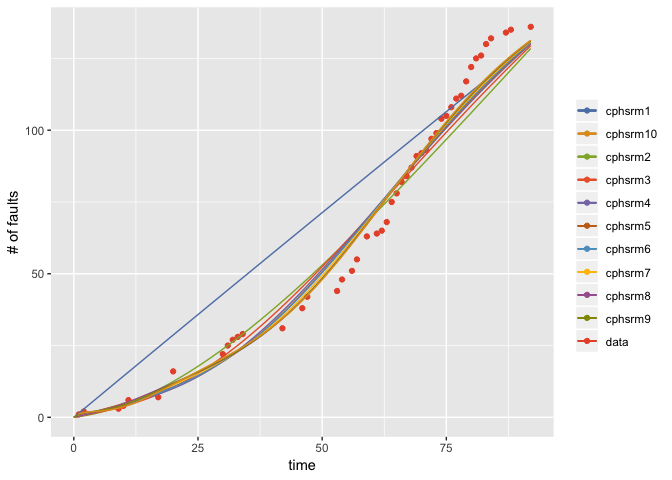 # of faults
100
50
0
0
25
50
75
time
cphsrm1
cphsrm10
cphsrm2
cphsrm3
cphsrm4
cphsrm5
cphsrm6
cphsrm7
cphsrm8
cphsrm9
data